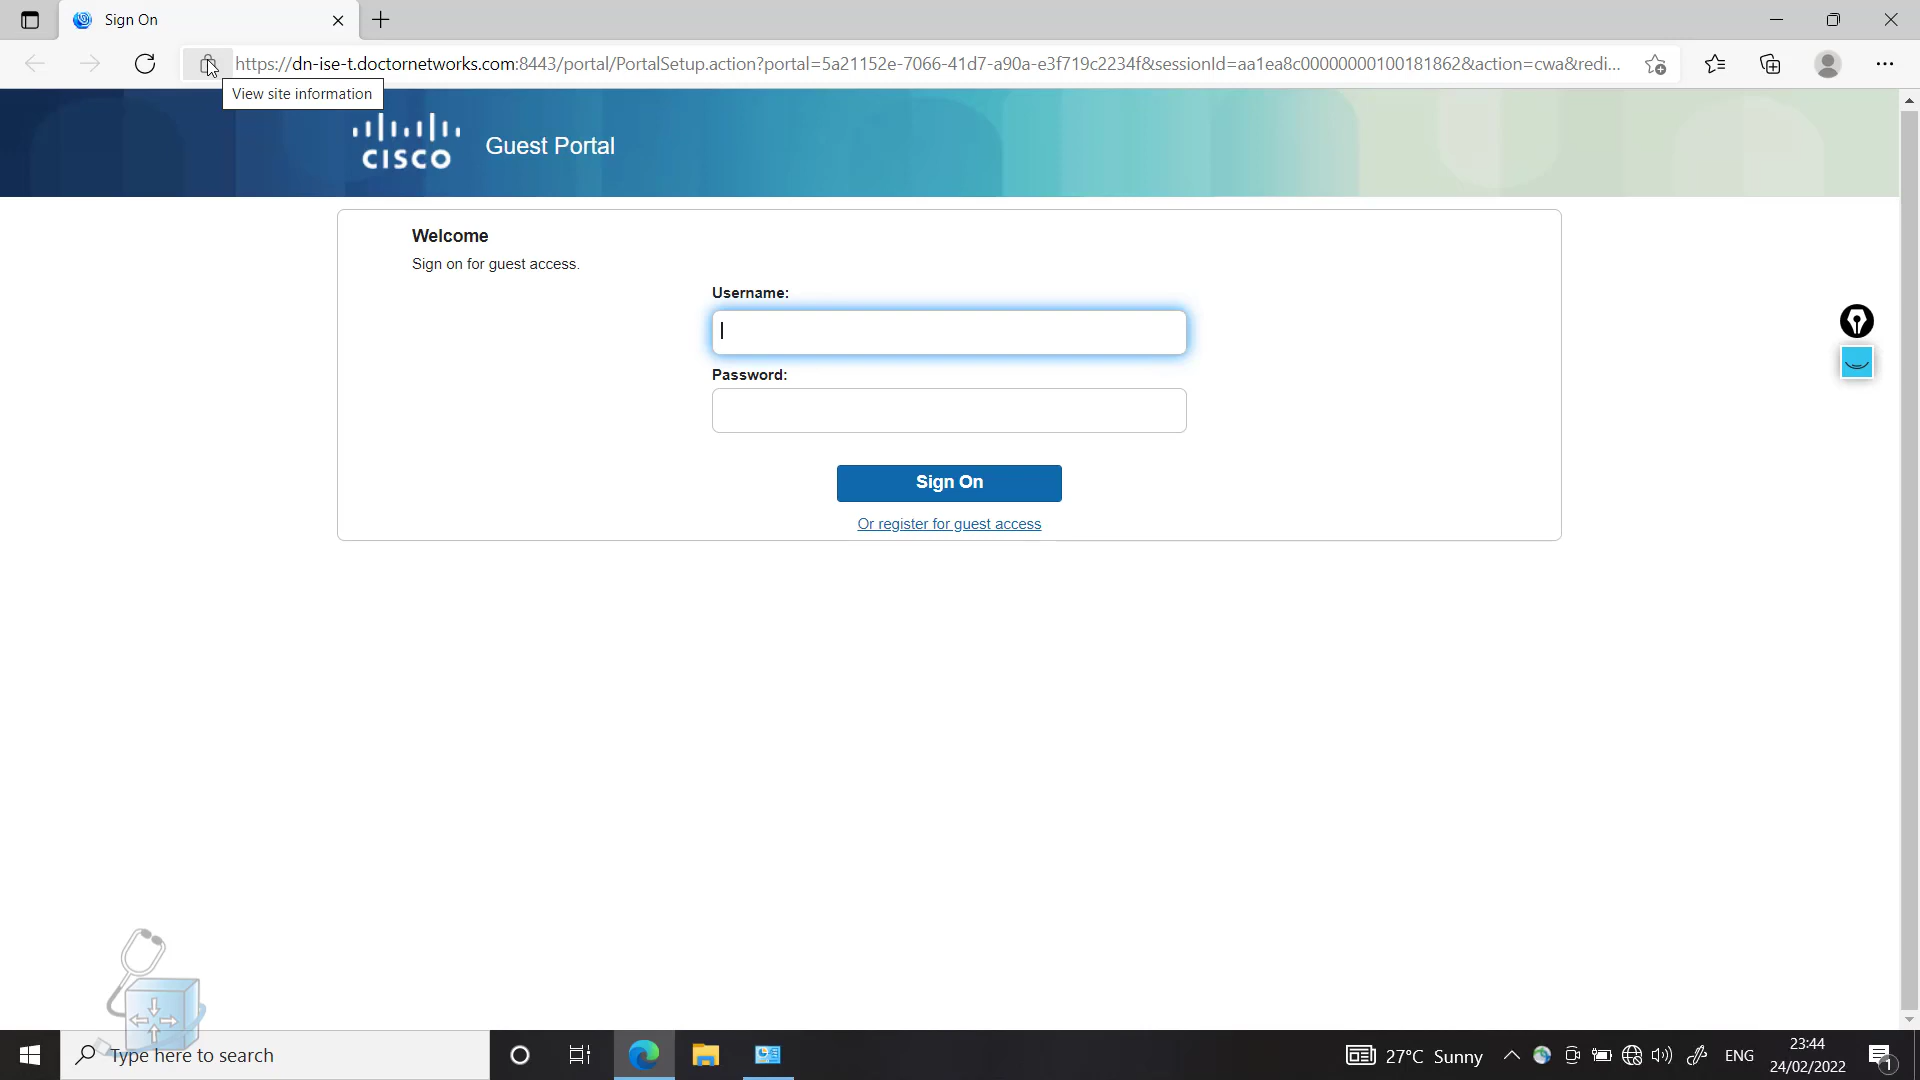 Sign On
https://dn-ise-t.doctornetworks.com:8443/portal/PortalSetup.action?portal=5a21152e-7066-41d7-a90a-e3f719c2234f&sessionId=aa1ea8c00000000100181862&action=cwa&redi...
View site information
CISCO
Guest Portal
Welcome
Sign on for guest access.
Username:
Password:
Sign On
Or register for guest access
Type here to search
27°C Sunny
ENG
23:44
24/02/2022
1